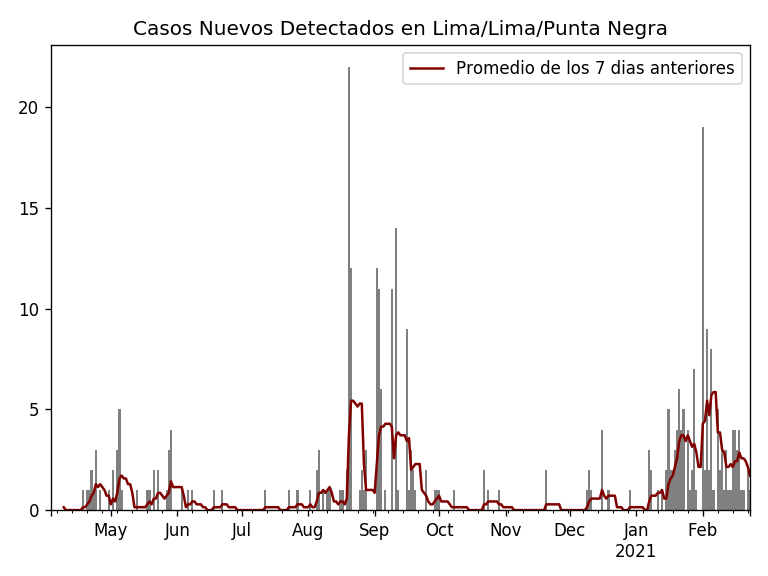 Casos Nuevos Detectados en Lima/Lima/Punta Negra
Promedio de los 7 dias anteriores
20
15
10
5
0
May Jun Jul Aug Sep Oct Nov Dec Jan Feb
2021